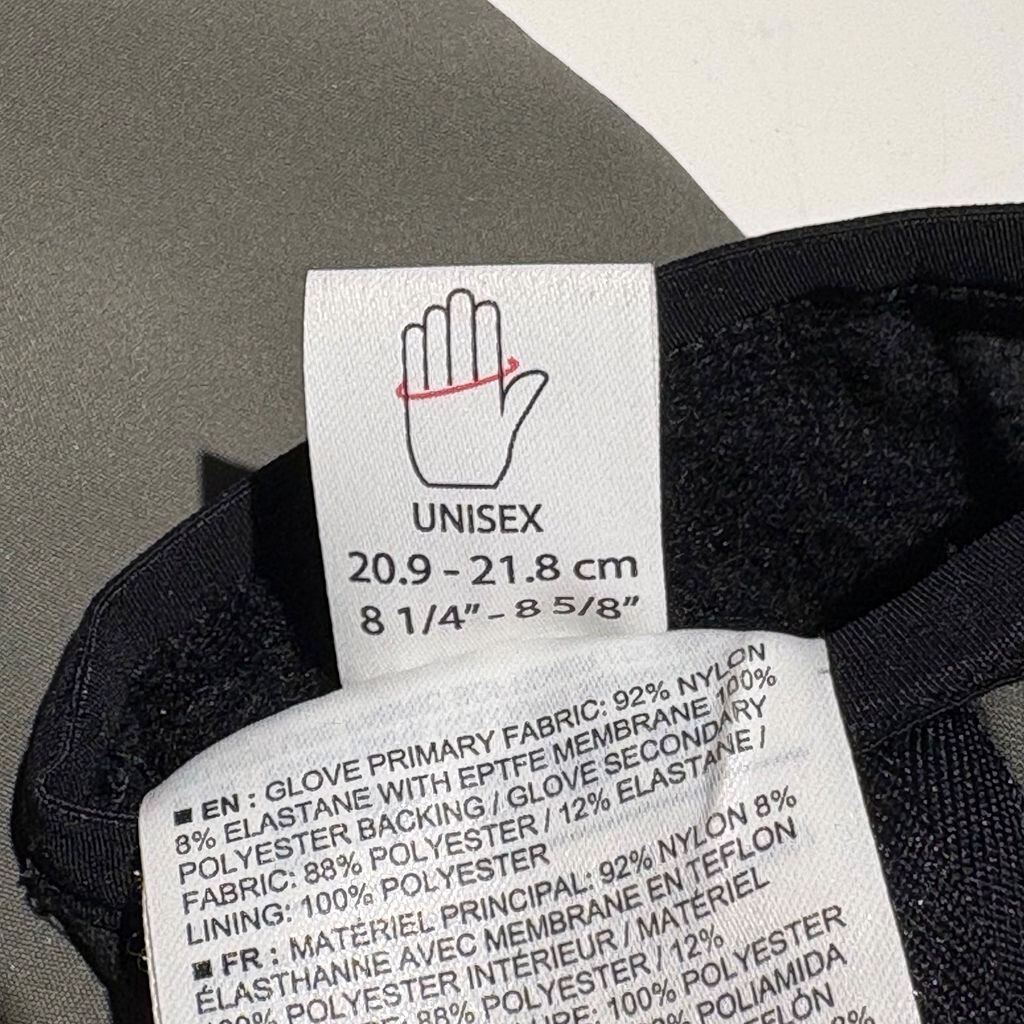 UNISEX
20.9 - 21.8 cm
8 1/4” - 8 5/8”
■ EN : GLOVE PRIMARY FABRIC: 92% NYLON
8% ELASTANE WITH EPTFE MEMBRANE 100%
POLYESTER BACKING / GLOVE SECONDARY
FABRIC: 88% POLYESTER / 12% ELASTANE /
LINING: 100% POLYESTER
■ FR : MATÉRIEL PRINCIPAL: 92% NYLON 8%
ÉLASTHANNE AVEC MEMBRANE EN TEFLON
100% POLYESTER INTÉRIEUR / MATÉRIEL
88% POLYESTER / 12%
100% POLYESTER
POLIAMIDA